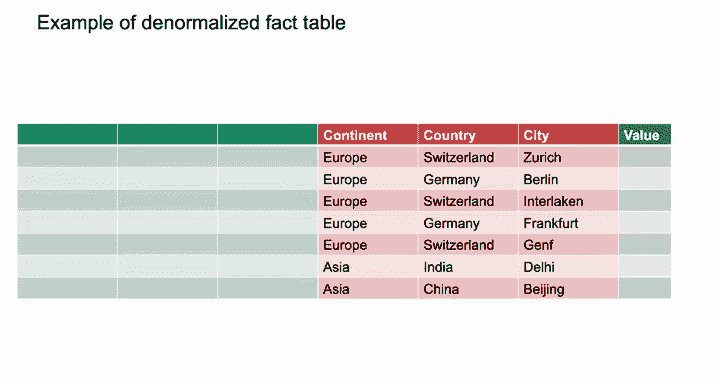 Example of denormalized fact table
Continent Country City Value
Europe Switzerland Zurich
Europe Germany Berlin
Europe Switzerland Interlaken
Europe Germany Frankfurt
Europe Switzerland Genf
Asia India Delhi
Asia China Beijing